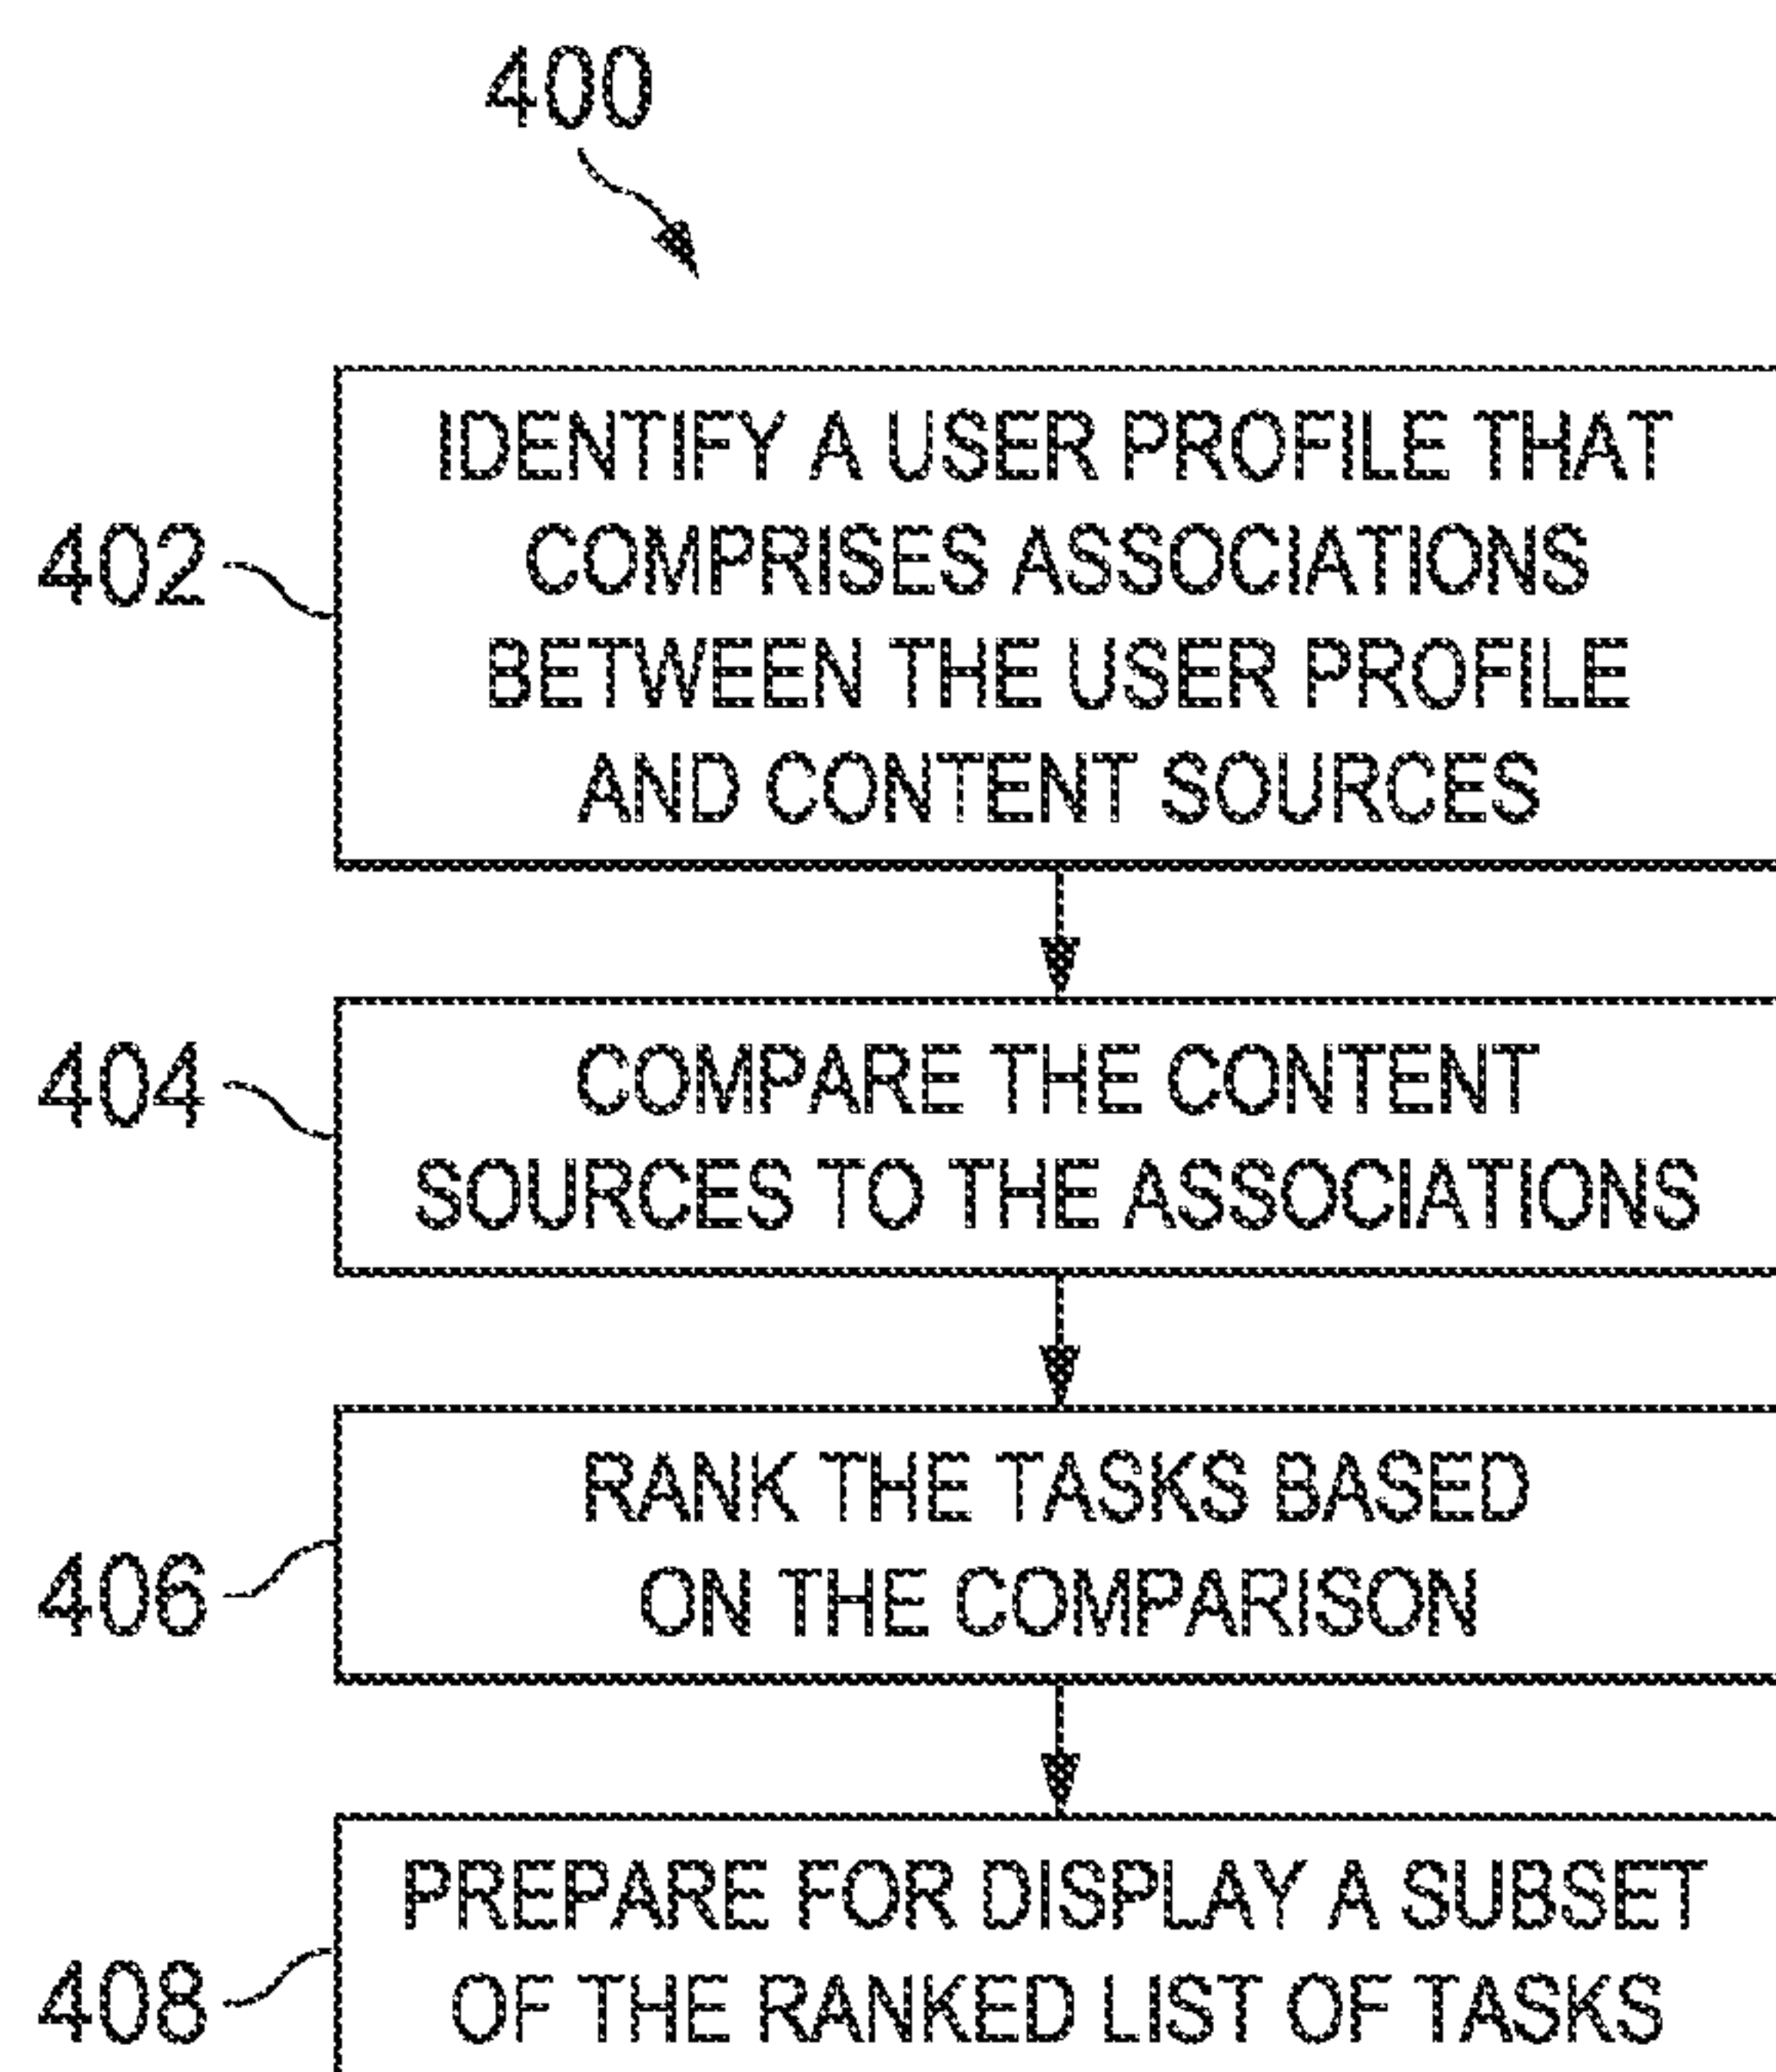 400
402
IDENTIFY A USER PROFILE THAT
COMPRISES ASSOCIATIONS
BETWEEN THE USER PROFILE
AND CONTENT SOURCES
404
COMPARE THE CONTENT
SOURCES TO THE ASSOCIATIONS
406
RANK THE TASKS BASED
ON THE COMPARISON
408
PREPARE FOR DISPLAY A SUBSET
OF THE RANKED LIST OF TASKS